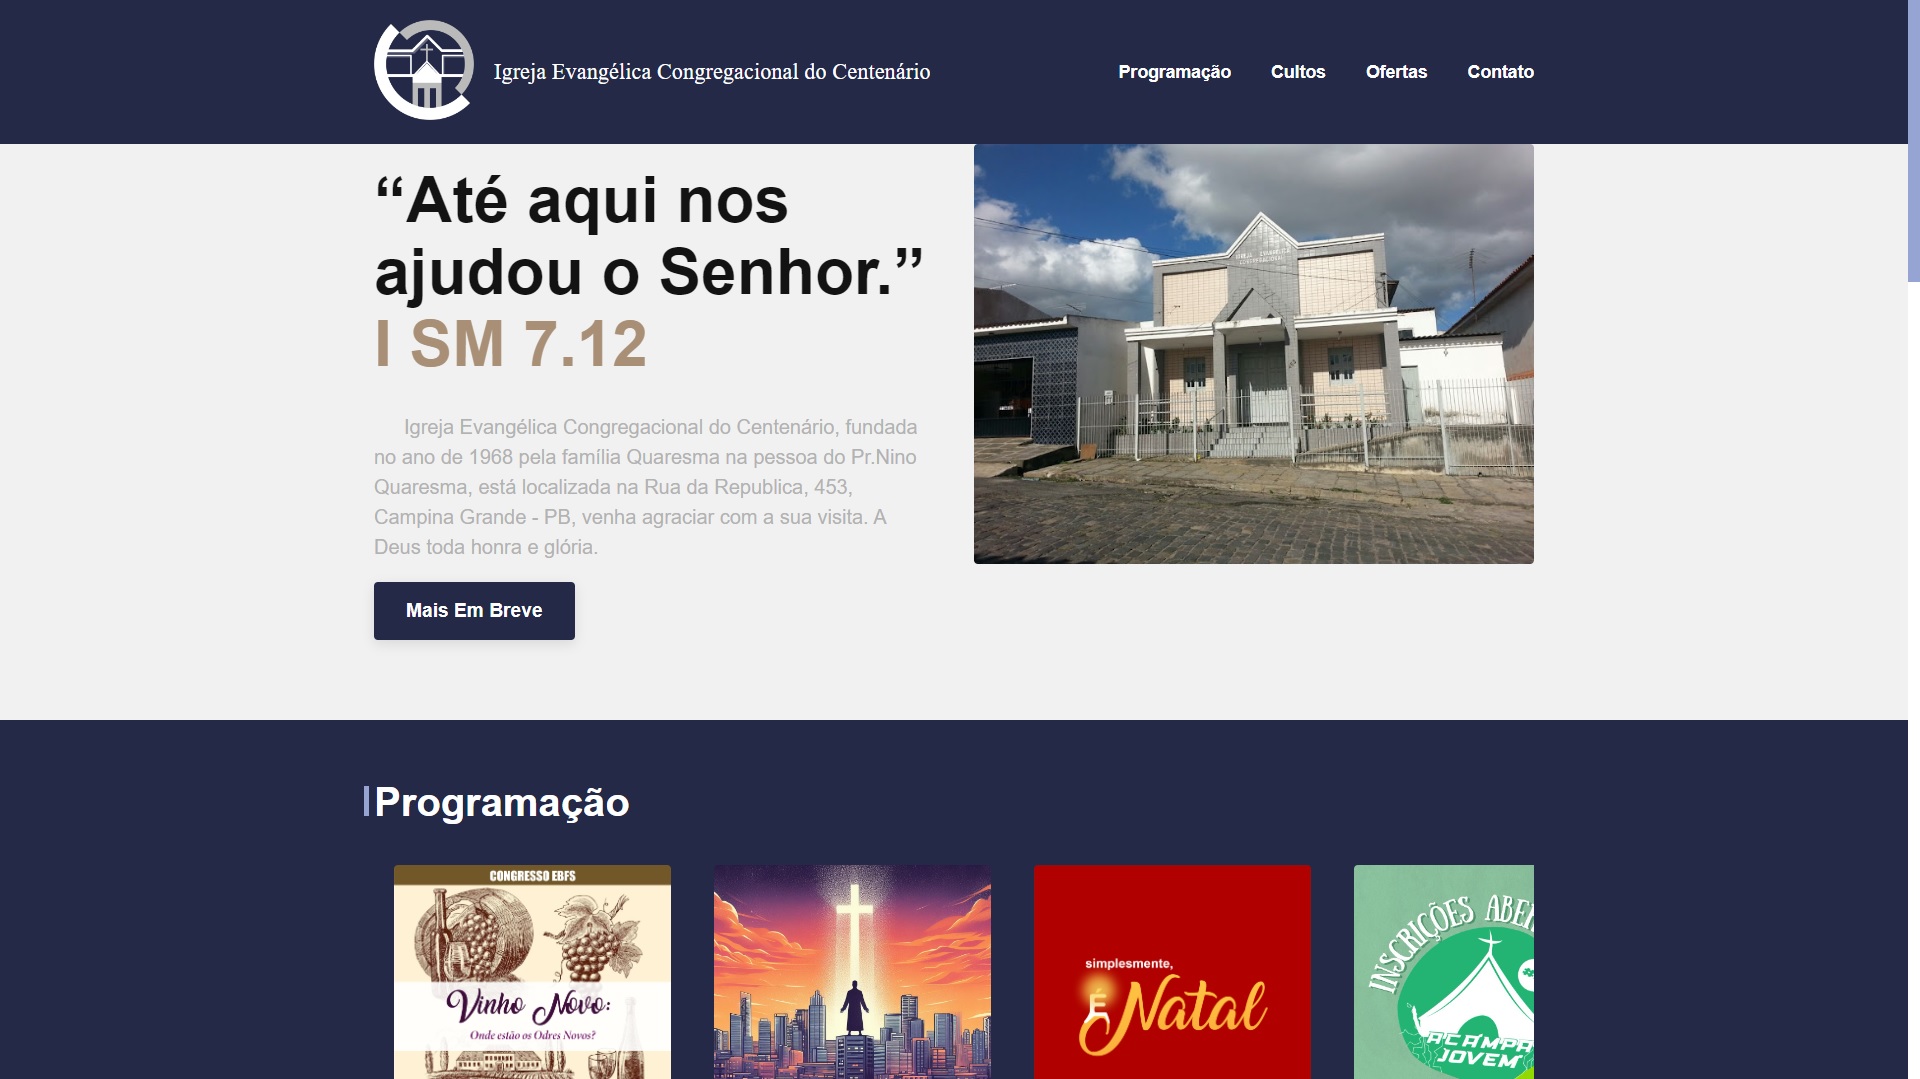 Igreja Evangélica Congregacional do Centenário
Programação
Cultos
Ofertas
Contato
“Até aqui nos
ajudou o Senhor.”
I SM 7.12
Igreja Evangélica Congregacional do Centenário, fundada
no ano de 1968 pela família Quaresma na pessoa do Pr.Nino
Quaresma, está localizada na Rua da Republica, 453,
Campina Grande - PB, venha agraciar com a sua visita. A
Deus toda honra e glória.
Mais Em Breve
IGREJA EVANGÉLICA
CONGREGACIONAL
Programação
CONGRESSO EBFS
Vinho Novo:
Onde estão os Odres Novos?
simplesmente,
É Natal
INSCRIÇÕES
ACAMPA
JOVEM